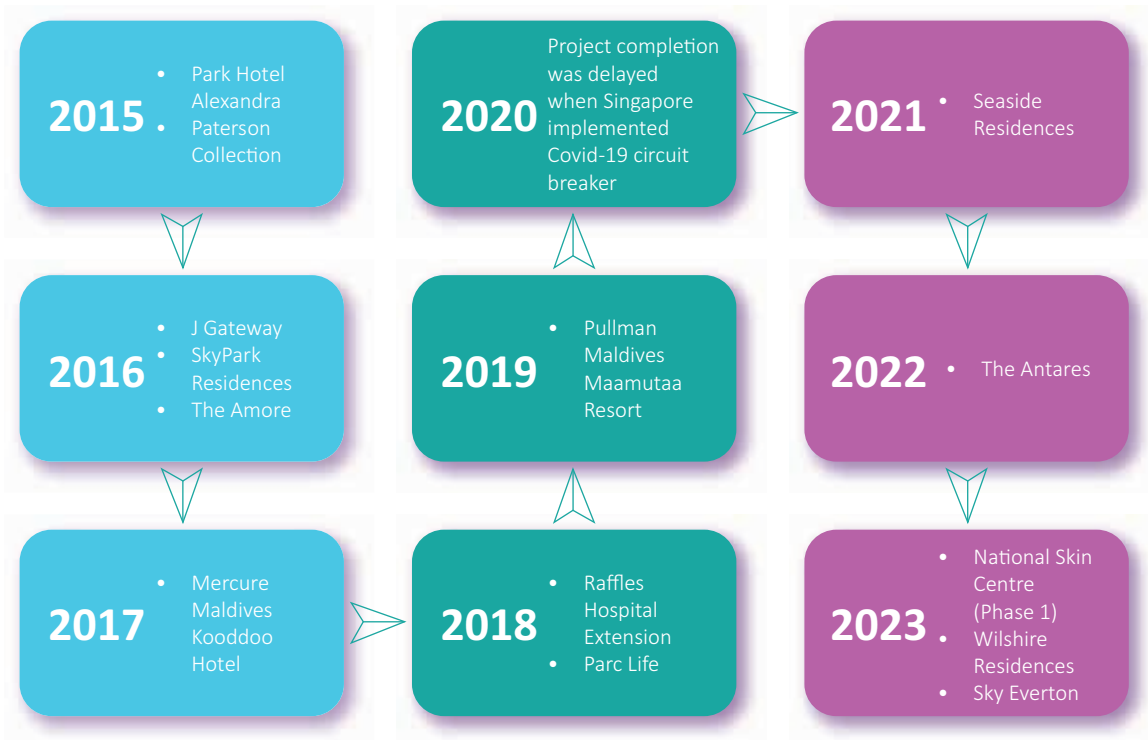 2015
• Park Hotel
Alexandra
• Paterson
Collection
2016
• J Gateway
• SkyPark
Residences
• The Amore
2017
• Mercure
Maldives
Kooddoo
Hotel
2018
• Raffles
Hospital
Extension
• Parc Life
2019
• Pullman
Maldives
Maamutaa
Resort
2020
Project completion
was delayed
when Singapore
implemented
Covid-19 circuit
breaker
2021
• Seaside
Residences
2022
• The Antares
2023
• National Skin
Centre
(Phase 1)
• Wilshire
Residences
• Sky Everton